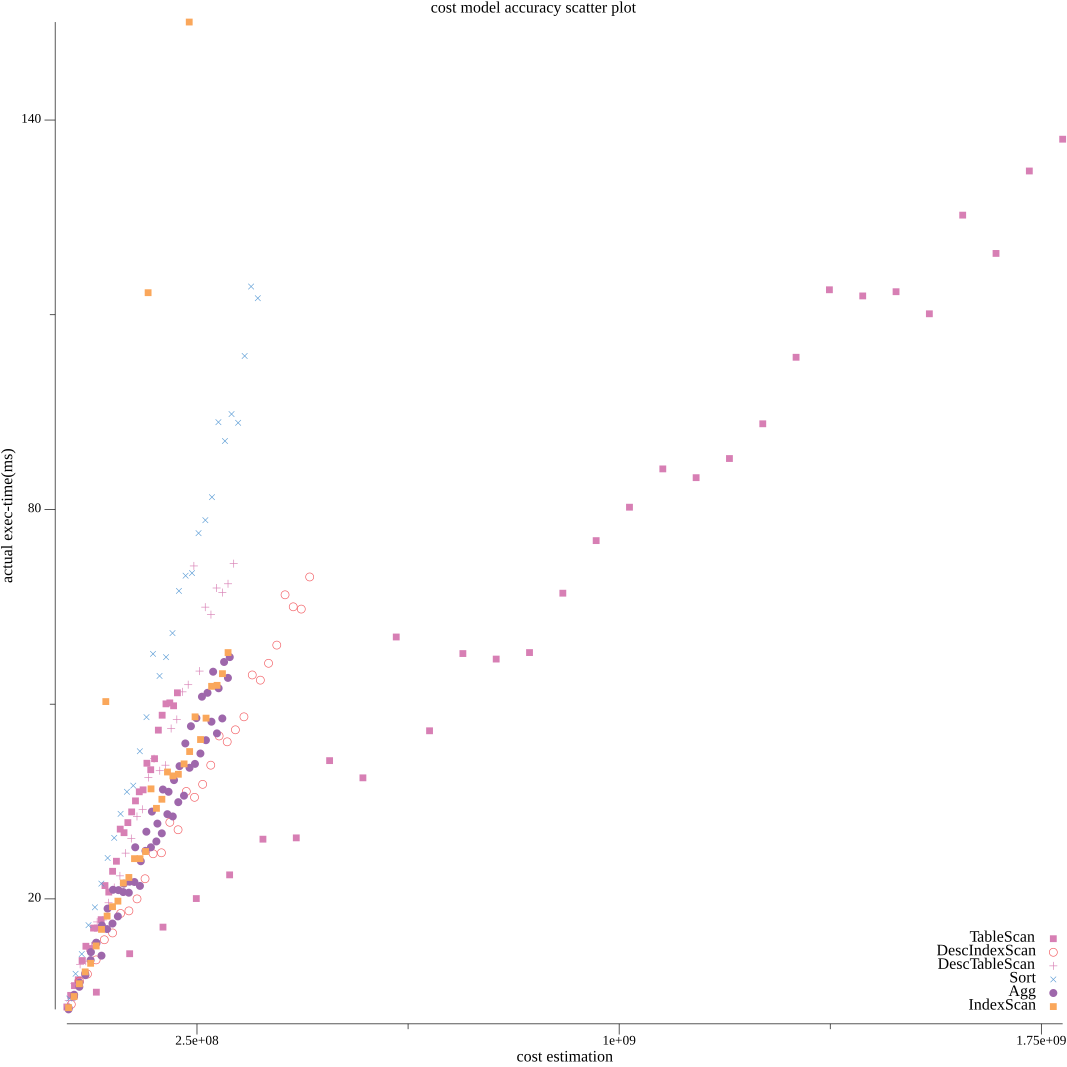 cost model accuracy scatter plot
140
80
20
actual exec-time(ms)
TableScan
DescIndexScan
DescTableScan
Sort
Agg
IndexScan
2.5e+08
1e+09
1.75e+09
cost estimation